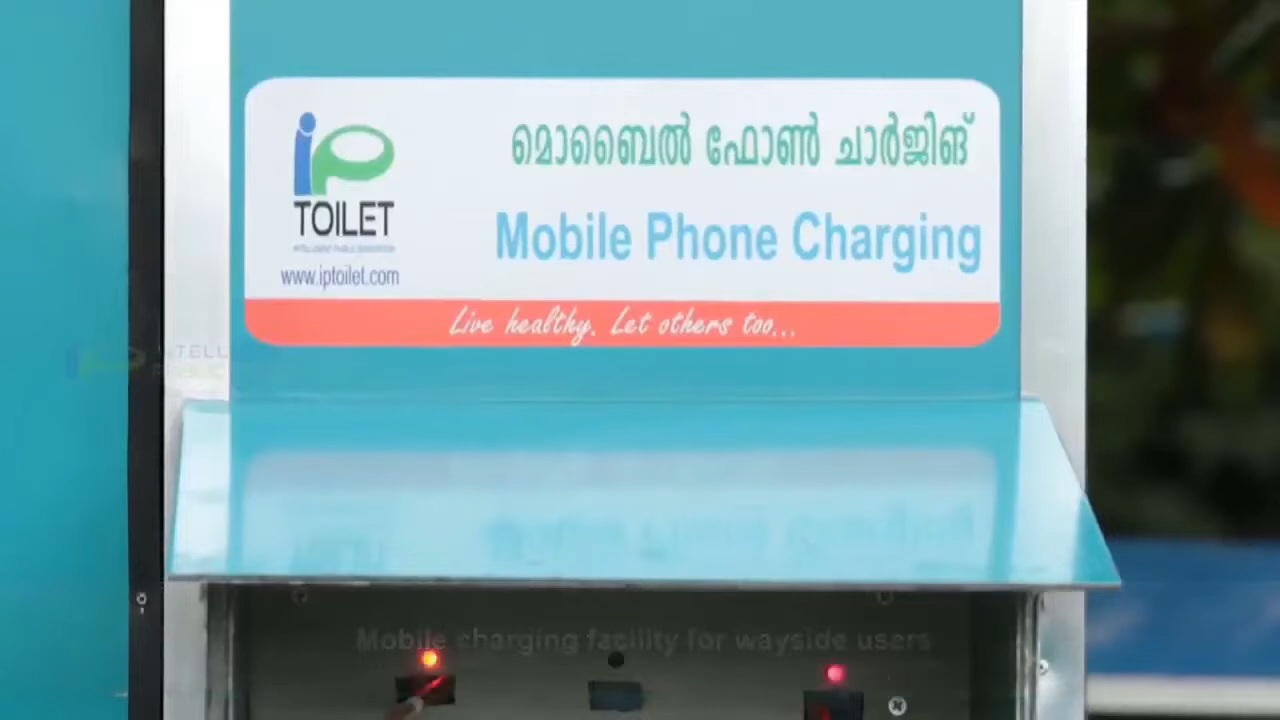 മൊബൈൽ ഫോൺ ചാർജിങ്
iP
TOILET
Mobile Phone Charging
www.iptoilet.com
Live healthy. Let others too...
Mobile charging facility for wayside users